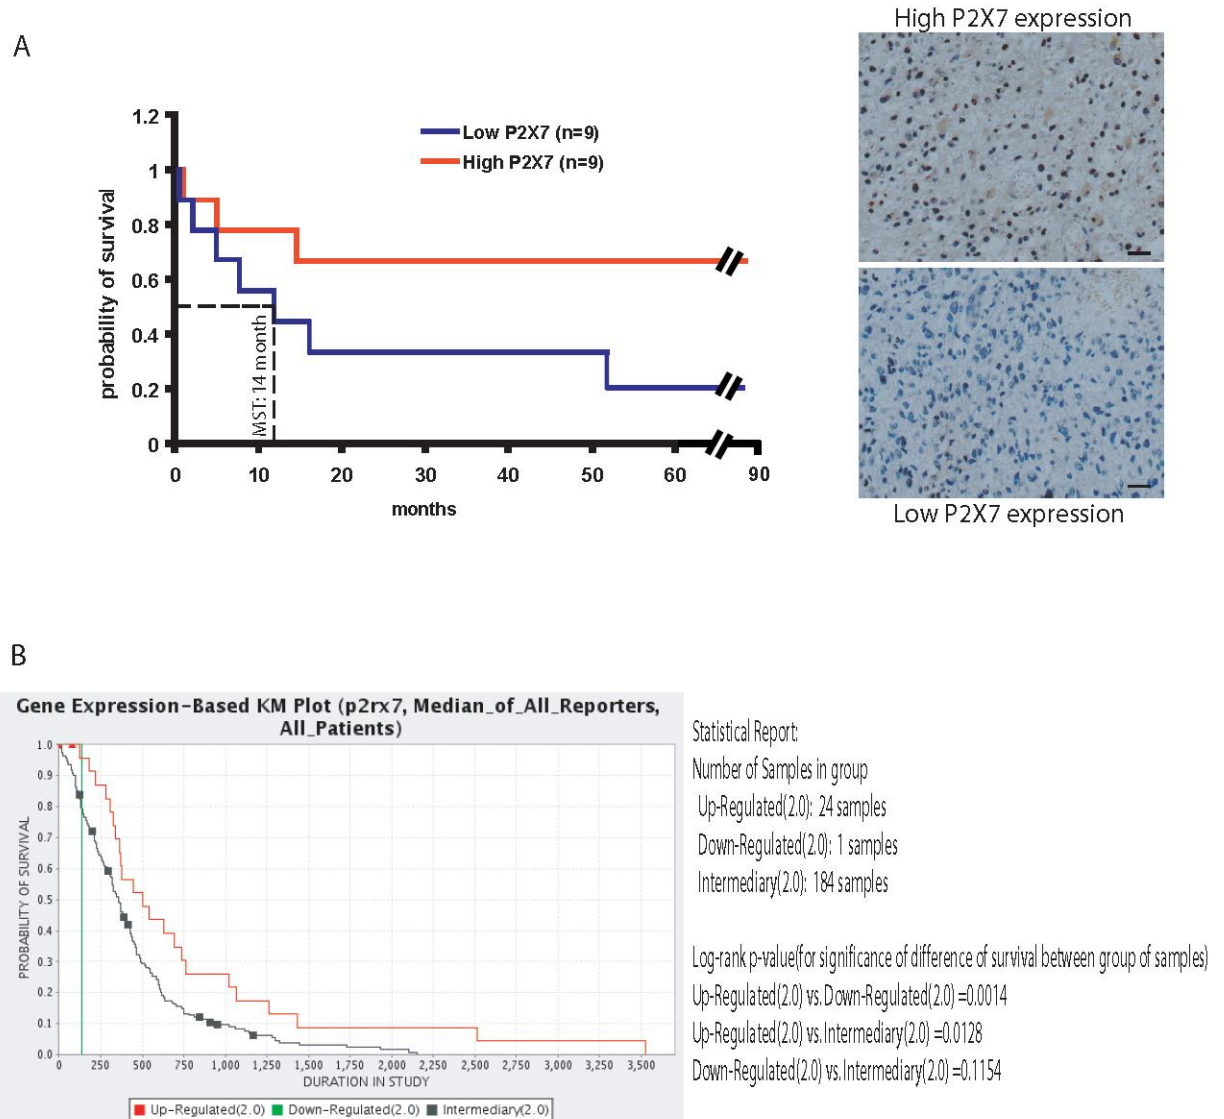 A
High P2X7 expression
1.2
1
0.8
0.6
0.4
0.2
0
probability of survival
Low P2X7 (n=9)
High P2X7 (n=9)
MST: 14 month
0 10 20 30 40 50 60 90
months
Low P2X7 expression
B
Gene Expression-Based KM Plot (p2rx7, Median_of_All_Reporters,
All_Patients)
1.0
0.9
0.8
0.7
0.6
0.5
0.4
0.3
0.2
0.1
0.0
PROBABILITY OF SURVIVAL
0 250 500 750 1,000 1,250 1,500 1,750 2,000 2,250 2,500 2,750 3,000 3,250 3,500
DURATION IN STUDY
Up-Regulated(2.0) Down-Regulated(2.0) Intermediary(2.0)
Statistical Report:
Number of Samples in group
Up-Regulated(2.0): 24 samples
Down-Regulated(2.0): 1 samples
Intermediary(2.0): 184 samples
Log-rank p-value(for significance of difference of survival between group of samples)
Up-Regulated(2.0) vs. Down-Regulated(2.0) =0.0014
Up-Regulated(2.0) vs. Intermediary(2.0) =0.0128
Down-Regulated(2.0) vs. Intermediary(2.0) =0.1154